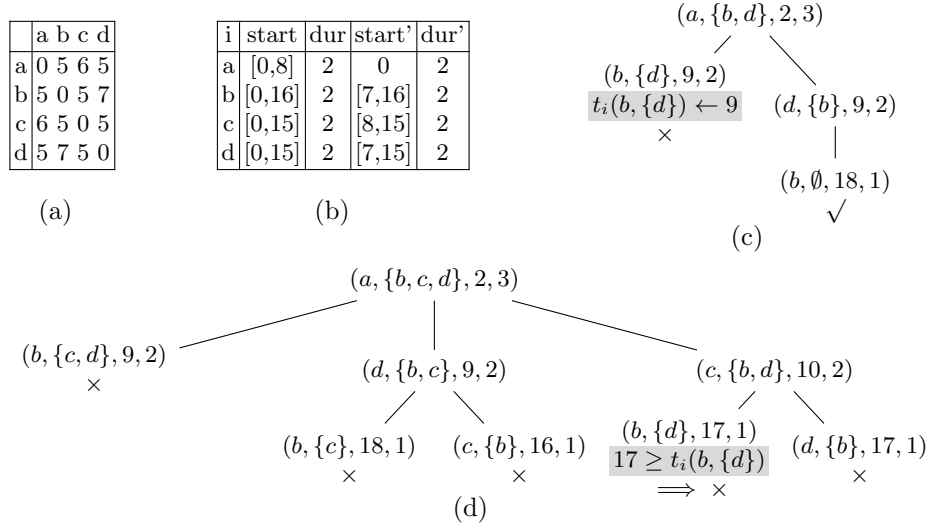 a b c d
a 0 5 6 5
b 5 0 5 7
c 6 5 0 5
d 5 7 5 0
(a)
i start dur start' dur'
a [0,8] 2 0 2
b [0,16] 2 [7,16] 2
c [0,15] 2 [8,15] 2
d [0,15] 2 [7,15] 2
(b)
(a, {b, d}, 2, 3)
(b, {d}, 9, 2)
t_i(b, {d}) ← 9
×
(d, {b}, 9, 2)
(b, ∅, 18, 1)
√
(c)
(a, {b, c, d}, 2, 3)
(b, {c, d}, 9, 2)
×
(d, {b, c}, 9, 2)
(c, {b, d}, 10, 2)
(b, {c}, 18, 1)
×
(c, {b}, 16, 1)
×
(b, {d}, 17, 1)
17 ≥ t_i(b, {d})
⟹ ×
(d, {b}, 17, 1)
×
(d)